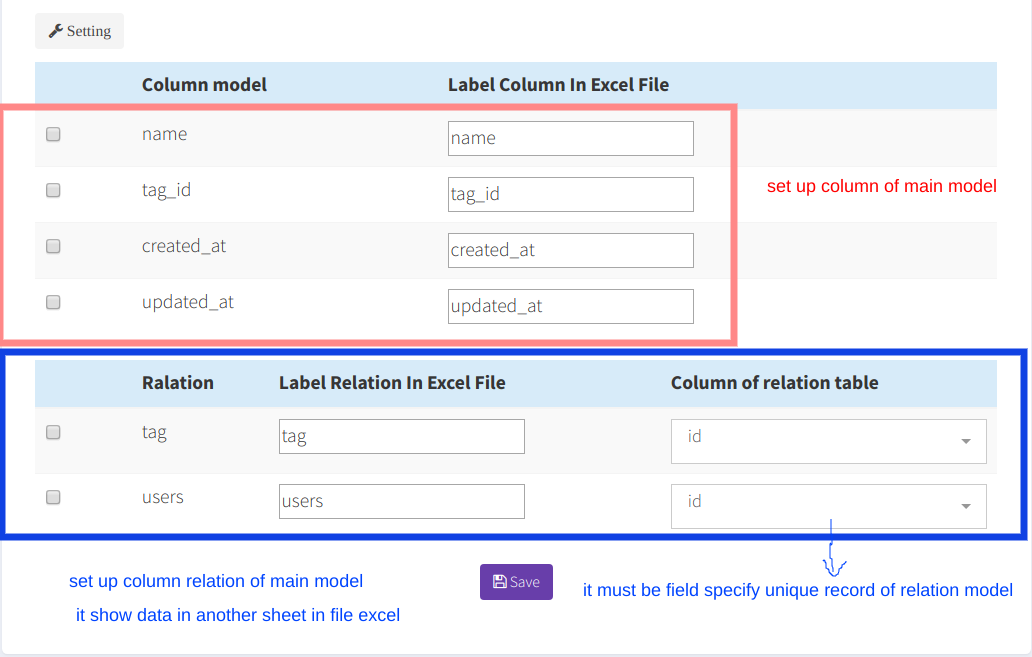 Setting
Column model Label Column In Excel File
name name
tag_id tag_id
set up column of main model
created_at created_at
updated_at updated_at
Ralation Label Relation In Excel File Column of relation table
tag tag id
users users id
set up column relation of main model
Save
it must be field specify unique record of relation model
it show data in another sheet in file excel